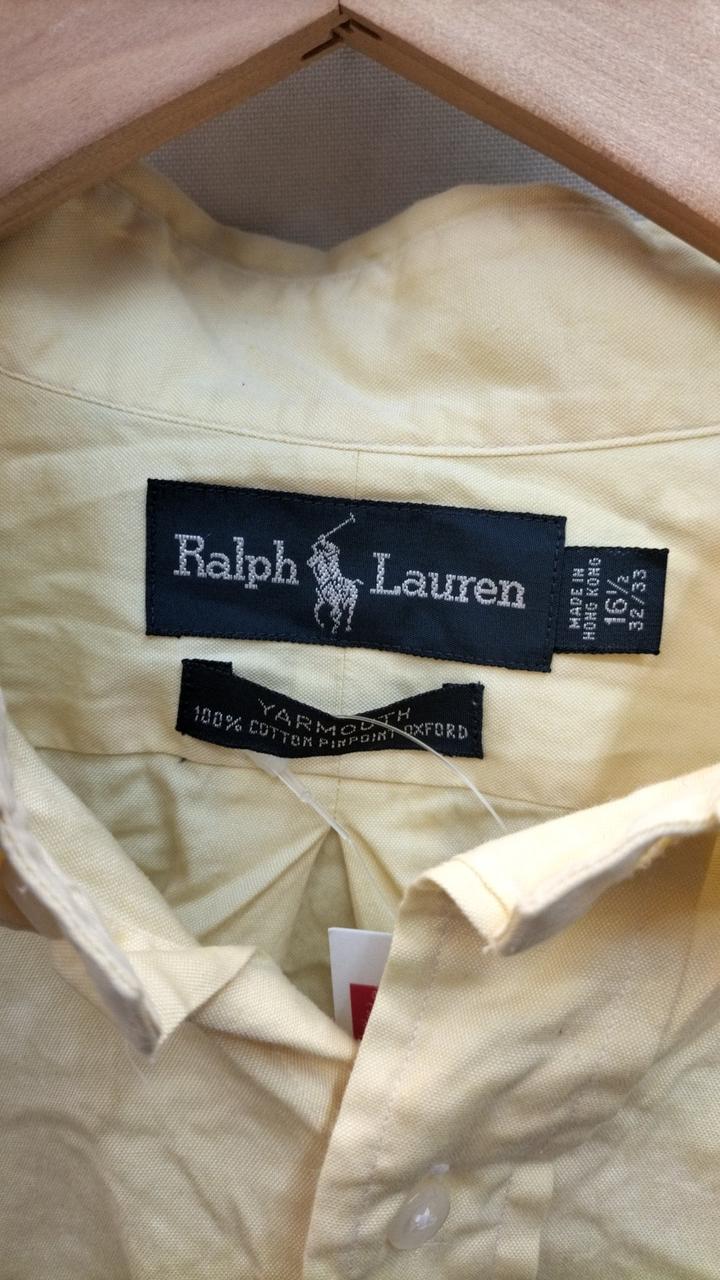 Ralph Lauren
MADE IN
HONG KONG
16½
32/33
YARMOUTH
100% COTTON PINPOINT OXFORD